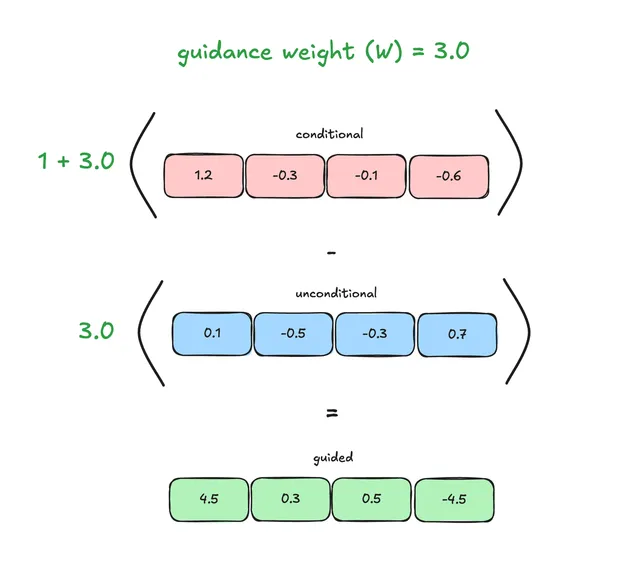 guidance weight (W) = 3.0
conditional
1 + 3.0
1.2 -0.3 -0.1 -0.6
-
unconditional
3.0
0.1 -0.5 -0.3 0.7
=
guided
4.5 0.3 0.5 -4.5